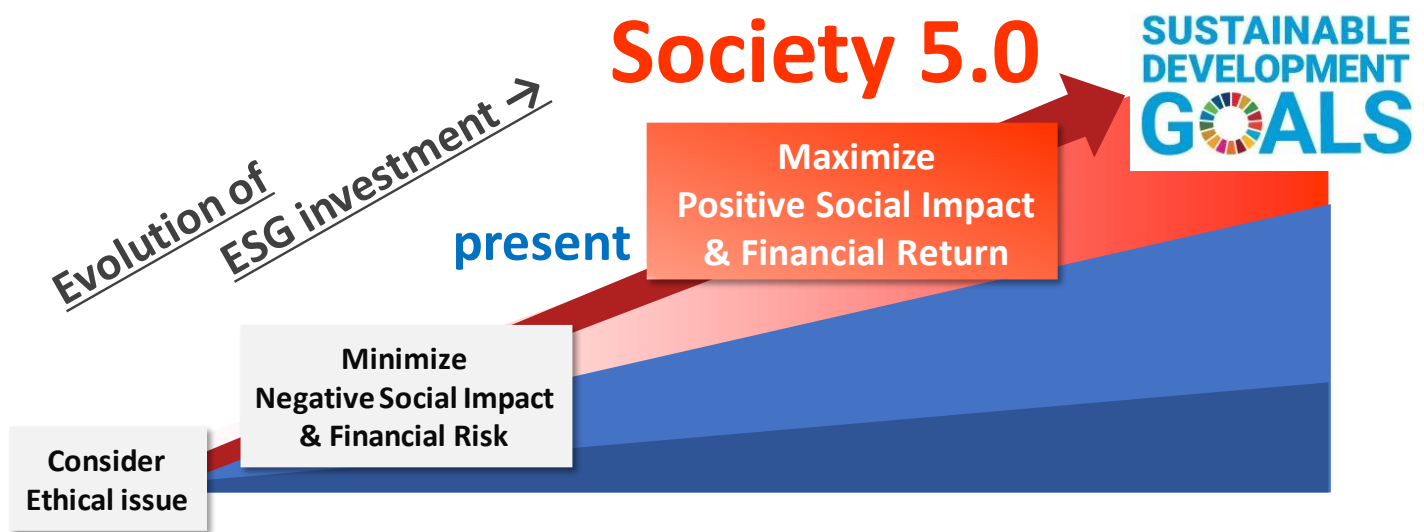 Society 5.0
SUSTAINABLE
DEVELOPMENT
GOALS
Evolution of
ESG investment →
present
Maximize
Positive Social Impact
& Financial Return
Minimize
Negative Social Impact
& Financial Risk
Consider
Ethical issue